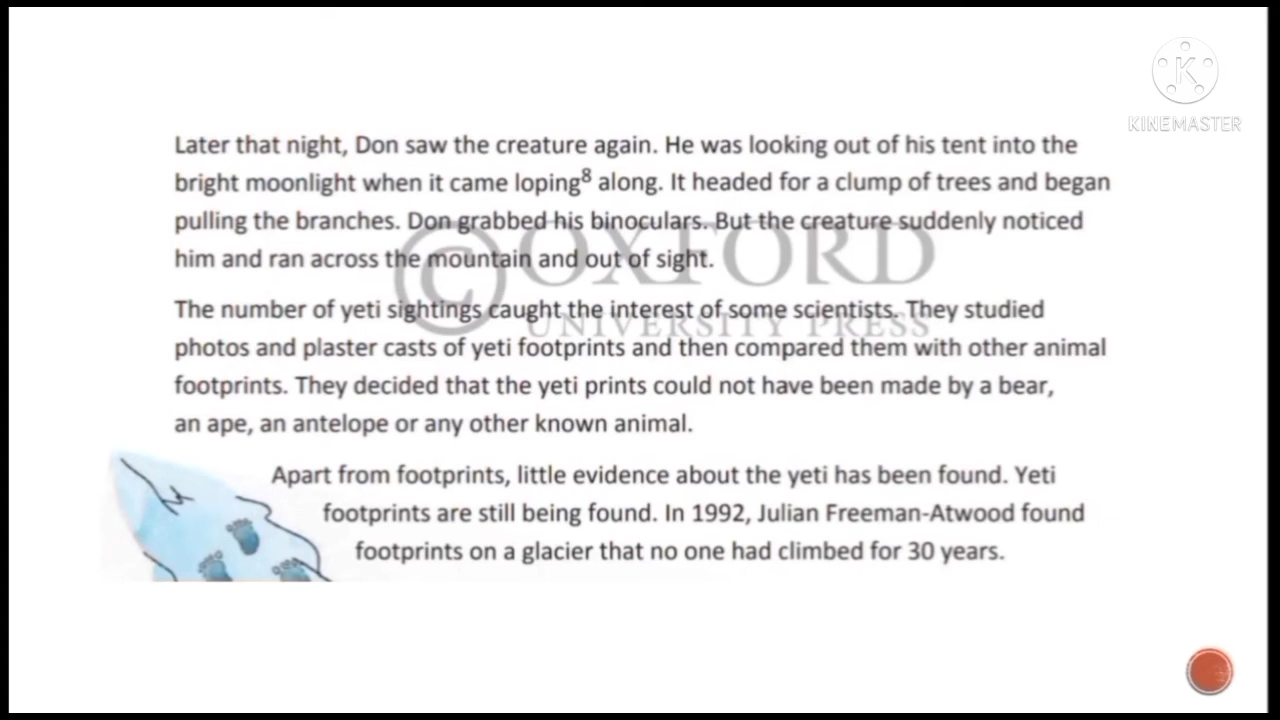 KINEMASTER
Later that night, Don saw the creature again. He was looking out of his tent into the
bright moonlight when it came loping⁸ along. It headed for a clump of trees and began
pulling the branches. Don grabbed his binoculars. But the creature suddenly noticed
him and ran across the mountain and out of sight.
© OXFORD
UNIVERSITY PRESS
The number of yeti sightings caught the interest of some scientists. They studied
photos and plaster casts of yeti footprints and then compared them with other animal
footprints. They decided that the yeti prints could not have been made by a bear,
an ape, an antelope or any other known animal.
Apart from footprints, little evidence about the yeti has been found. Yeti
footprints are still being found. In 1992, Julian Freeman-Atwood found
footprints on a glacier that no one had climbed for 30 years.